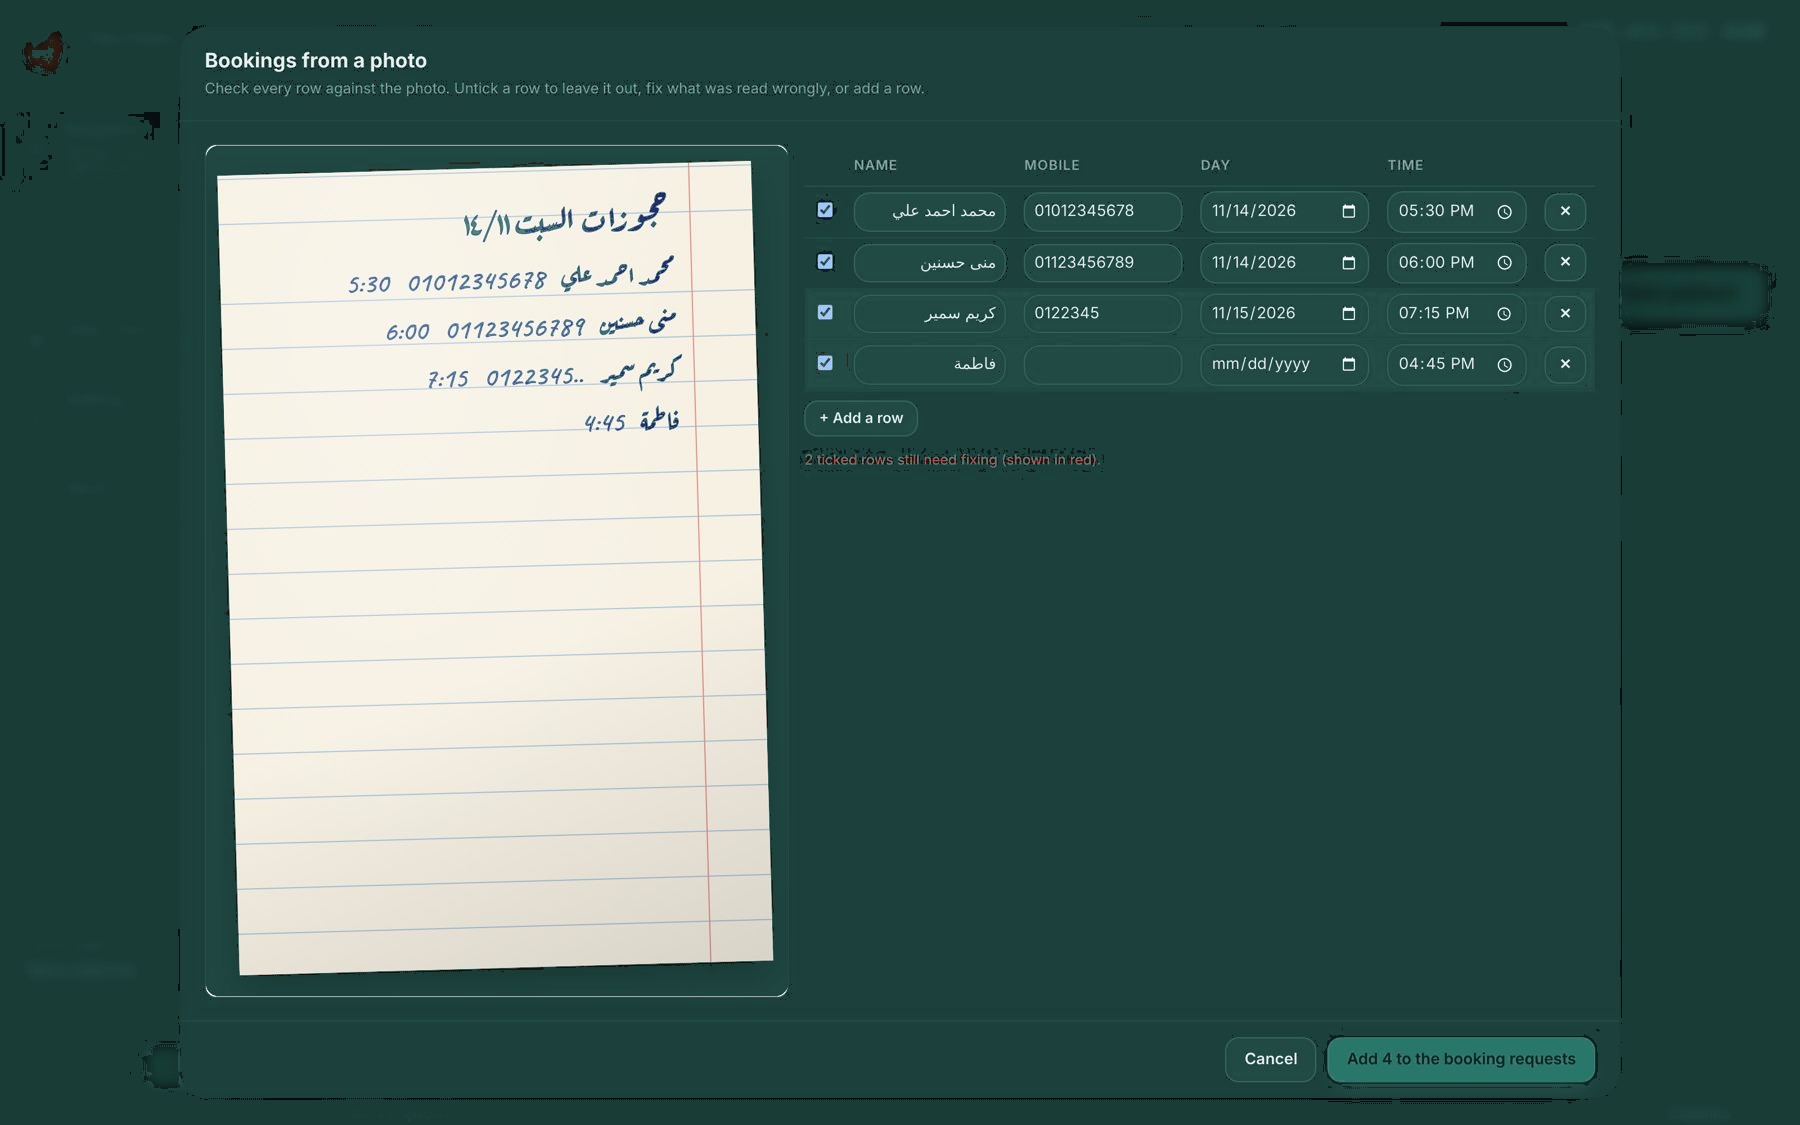 Bookings from a photo
Check every row against the photo. Untick a row to leave it out, fix what was read wrongly, or add a row.
حجوزات السبت ١٤/١١
محمد احمد علي 01012345678 5:30
منى حسنين 01123456789 6:00
كريم سمير 0122345.. 7:15
فاطمة 4:45
NAME MOBILE DAY TIME
محمد احمد علي 01012345678 11/14/2026 05:30 PM ×
منى حسنين 01123456789 11/14/2026 06:00 PM ×
كريم سمير 0122345 11/15/2026 07:15 PM ×
فاطمة mm/dd/yyyy 04:45 PM ×
+ Add a row
2 ticked rows still need fixing (shown in red).
Cancel Add 4 to the booking requests